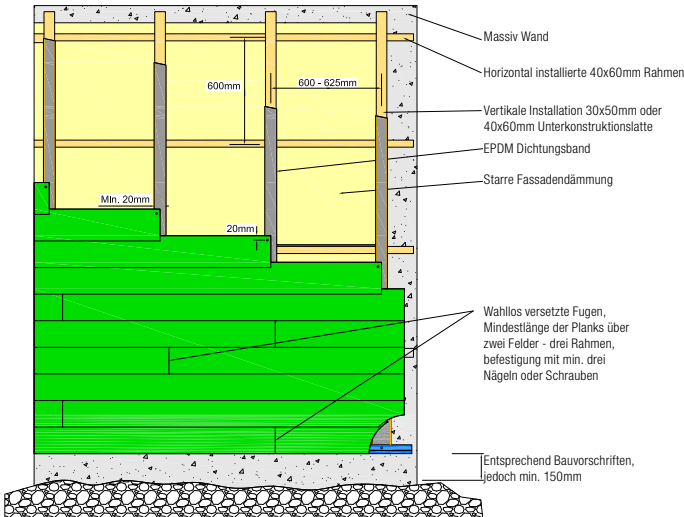 Massiv Wand
Horizontal installierte 40x60mm Rahmen
600mm
600 - 625mm
Vertikale Installation 30x50mm oder
40x60mm Unterkonstruktionslatte
EPDM Dichtungsband
Starre Fassadendämmung
MIn. 20mm
20mm
Wahllos versetzte Fugen,
Mindestlänge der Planks über
zwei Felder - drei Rahmen,
befestigung mit min. drei
Nägeln oder Schrauben
Entsprechend Bauvorschriften,
jedoch min. 150mm